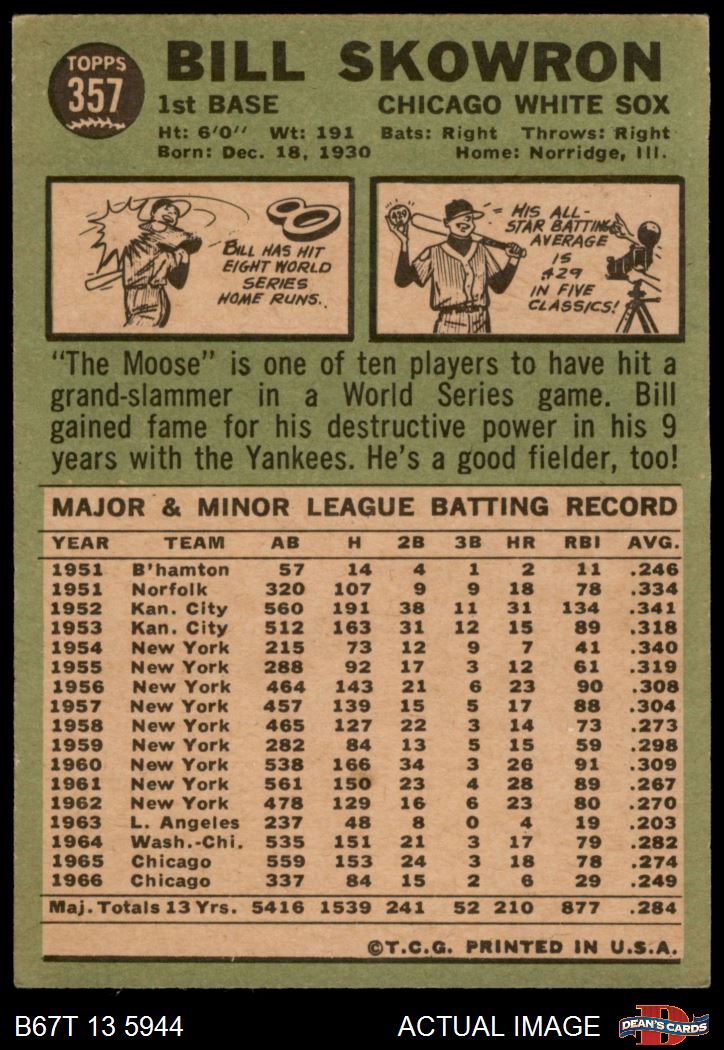 TOPPS
357
BILL SKOWRON
1st BASE CHICAGO WHITE SOX
Ht: 6'0" Wt: 191 Bats: Right Throws: Right
Born: Dec. 18, 1930 Home: Norridge, Ill.
BILL HAS HIT
EIGHT WORLD
SERIES
HOME RUNS..
429
HIS ALL-
STAR BATTING
AVERAGE
IS
.429
IN FIVE
CLASSICS!
"The Moose" is one of ten players to have hit a
grand-slammer in a World Series game. Bill
gained fame for his destructive power in his 9
years with the Yankees. He's a good fielder, too!
MAJOR & MINOR LEAGUE BATTING RECORD
YEAR TEAM AB H 2B 3B HR RBI AVG.
1951 B'hamton 57 14 4 1 2 11 .246
1951 Norfolk 320 107 9 9 18 78 .334
1952 Kan. City 560 191 38 11 31 134 .341
1953 Kan. City 512 163 31 12 15 89 .318
1954 New York 215 73 12 9 7 41 .340
1955 New York 288 92 17 3 12 61 .319
1956 New York 464 143 21 6 23 90 .308
1957 New York 457 139 15 5 17 88 .304
1958 New York 465 127 22 3 14 73 .273
1959 New York 282 84 13 5 15 59 .298
1960 New York 538 166 34 3 26 91 .309
1961 New York 561 150 23 4 28 89 .267
1962 New York 478 129 16 6 23 80 .270
1963 L. Angeles 237 48 8 0 4 19 .203
1964 Wash.-Chi. 535 151 21 3 17 79 .282
1965 Chicago 559 153 24 3 18 78 .274
1966 Chicago 337 84 15 2 6 29 .249
Maj. Totals 13 Yrs. 5416 1539 241 52 210 877 .284
©T.C.G. PRINTED IN U.S.A.
B67T 13 5944 ACTUAL IMAGE
D
DEAN'S CARDS